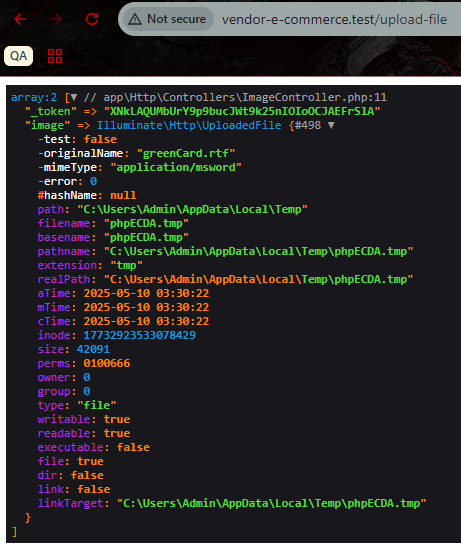 Not secure vendor-e-commerce.test/upload-file
QA
array:2 [▼ // app\Http\Controllers\ImageController.php:11
"_token" => "XNkLAQUMbUrY9p9bucJWt9k25nIOIoOCJAEFrSlA"
"image" => Illuminate\Http\UploadedFile {#498 ▼
-test: false
-originalName: "greenCard.rtf"
-mimeType: "application/msword"
-error: 0
#hashName: null
path: "C:\Users\Admin\AppData\Local\Temp"
filename: "phpECDA.tmp"
basename: "phpECDA.tmp"
pathname: "C:\Users\Admin\AppData\Local\Temp\phpECDA.tmp"
extension: "tmp"
realPath: "C:\Users\Admin\AppData\Local\Temp\phpECDA.tmp"
aTime: 2025-05-10 03:30:22
mTime: 2025-05-10 03:30:22
cTime: 2025-05-10 03:30:22
inode: 17732923533078429
size: 42091
perms: 0100666
owner: 0
group: 0
type: "file"
writable: true
readable: true
executable: false
file: true
dir: false
link: false
linkTarget: "C:\Users\Admin\AppData\Local\Temp\phpECDA.tmp"
}
]